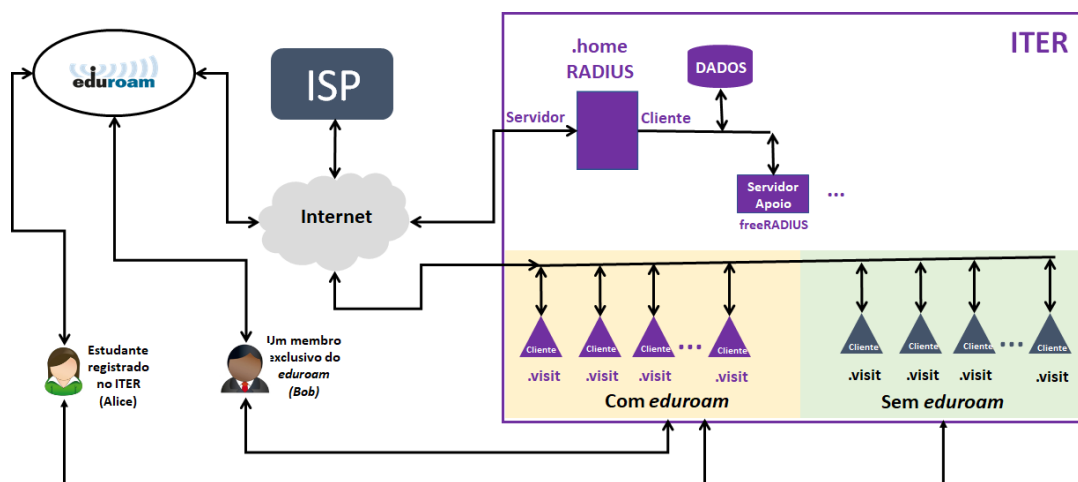 eduroam
ISP
Internet
ITER
.home
RADIUS
DADOS
Servidor
Cliente
Servidor
Apoio
...
freeRADIUS
Cliente
Cliente
Cliente
...
Cliente
Cliente
Cliente
Cliente
...
Cliente
.visit
.visit
.visit
.visit
.visit
.visit
.visit
.visit
Com eduroam
Sem eduroam
Estudante
registrado
no ITER
(Alice)
Um membro
exclusivo do
eduroam
(Bob)